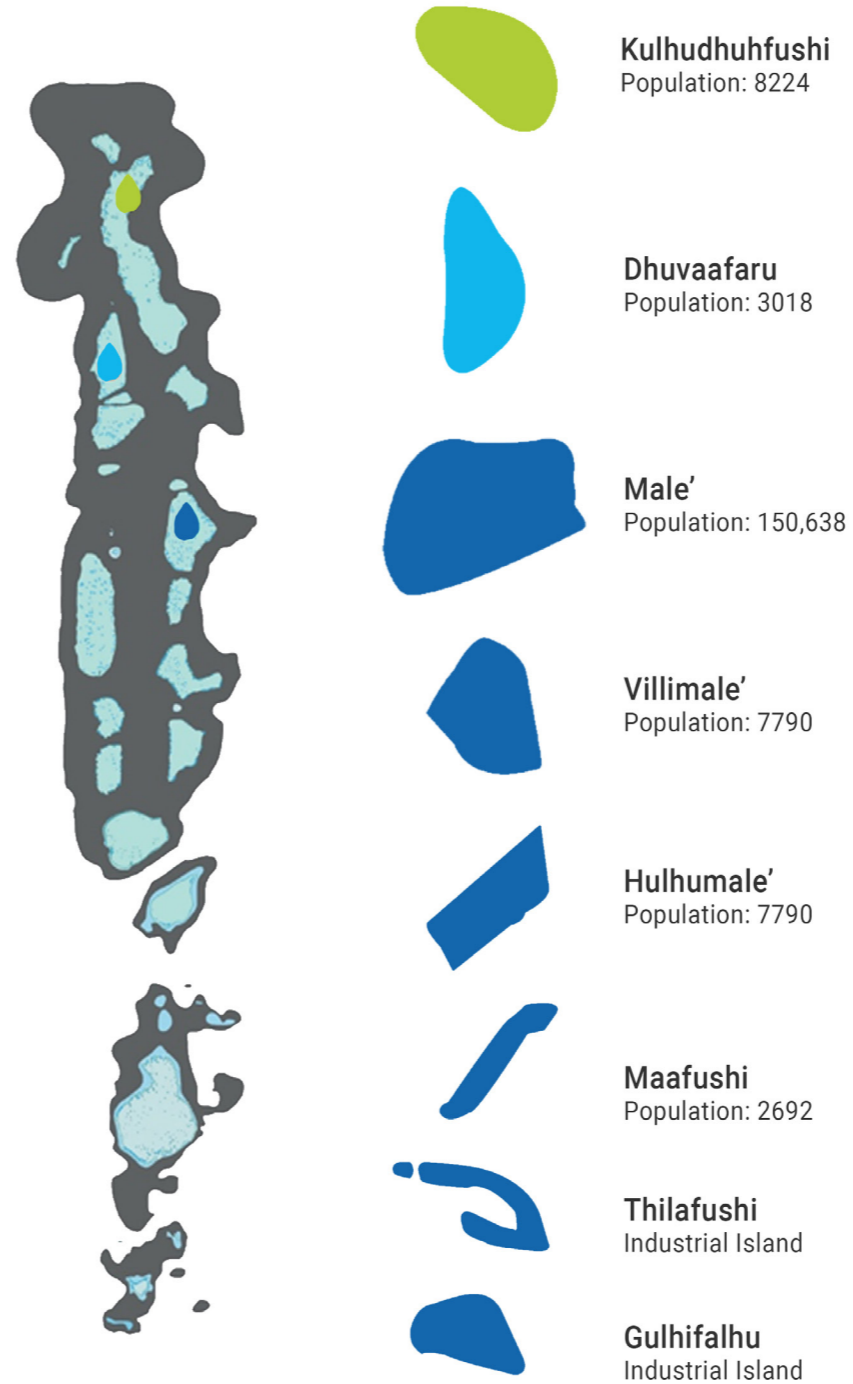 Kulhudhuhfushi
Population: 8224
Dhuvaafaru
Population: 3018
Male’
Population: 150,638
Villimale’
Population: 7790
Hulhumale’
Population: 7790
Maafushi
Population: 2692
Thilafushi
Industrial Island
Gulhifalhu
Industrial Island